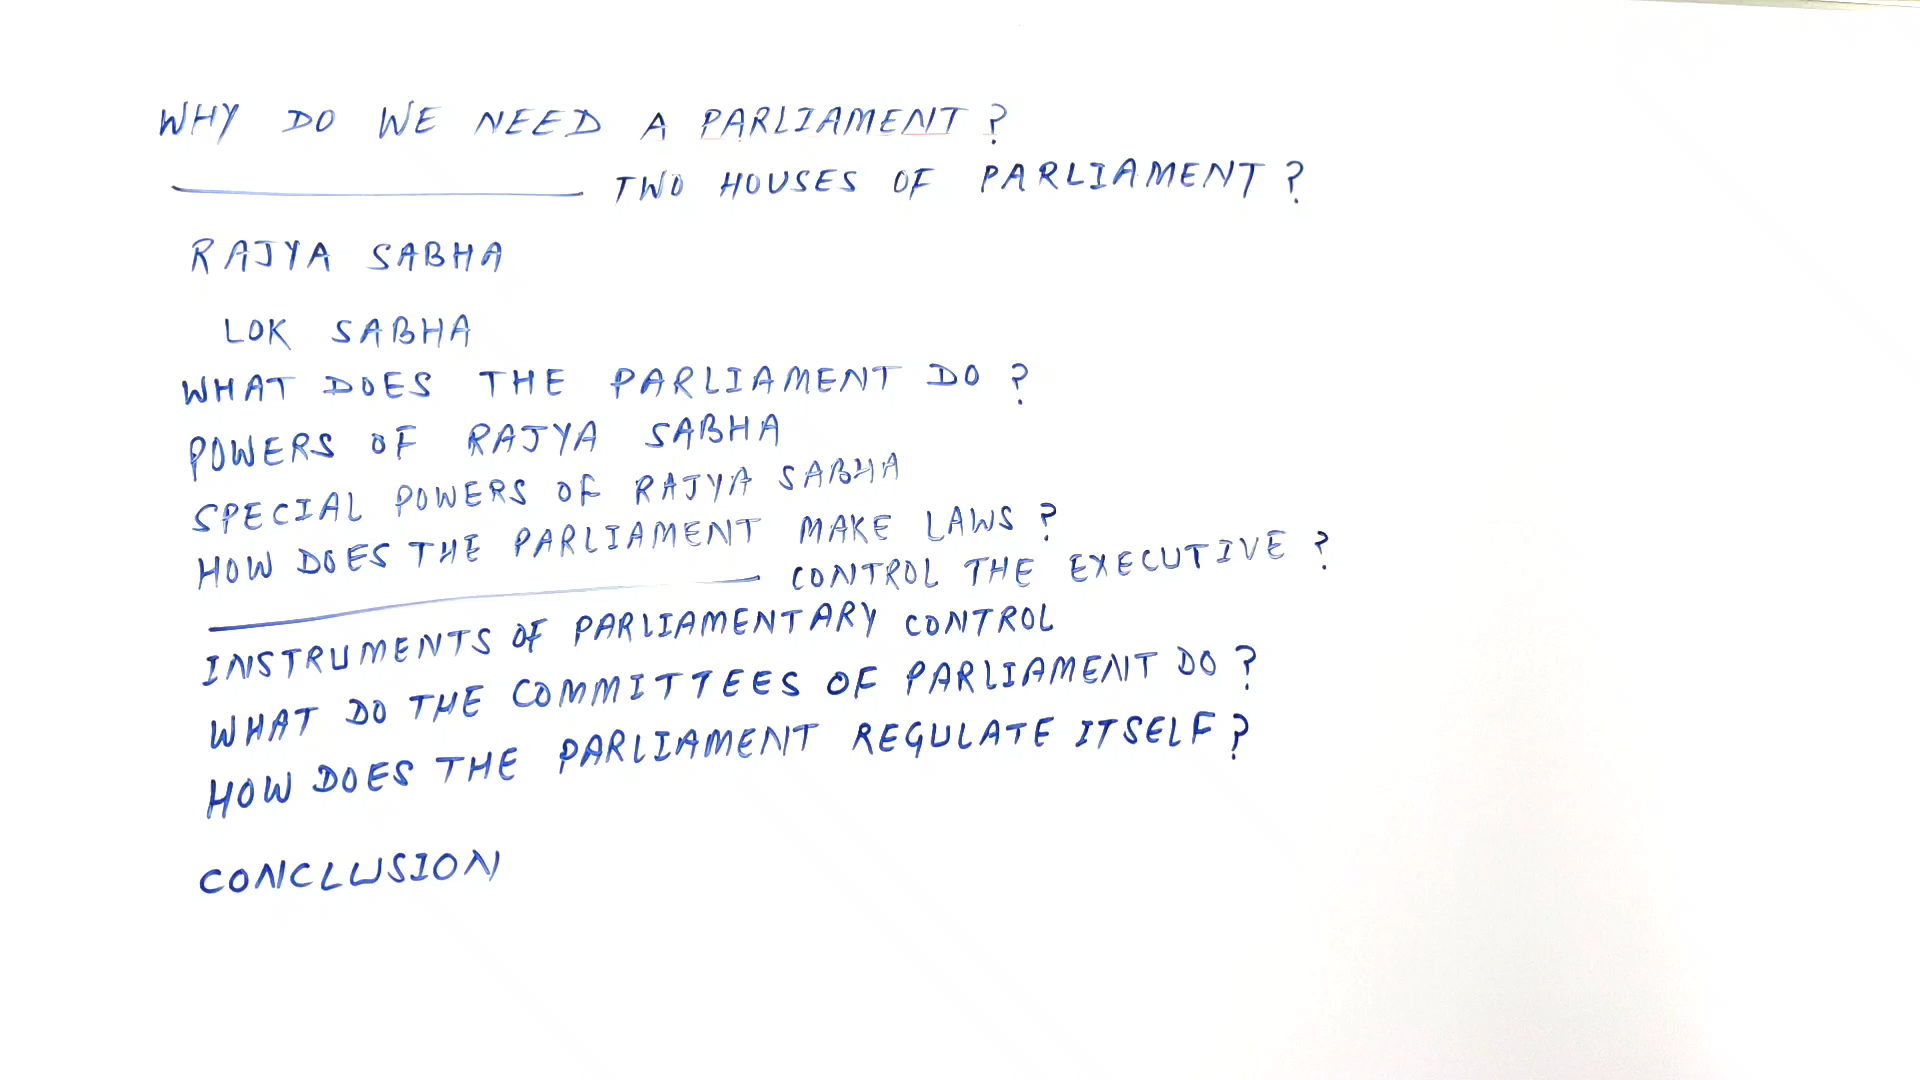 WHY DO WE NEED A PARLIAMENT ?
TWO HOUSES OF PARLIAMENT ?
RAJYA SABHA
LOK SABHA
WHAT DOES THE PARLIAMENT DO ?
POWERS OF RAJYA SABHA
SPECIAL POWERS OF RAJYA SABHA
HOW DOES THE PARLIAMENT MAKE LAWS ?
CONTROL THE EXECUTIVE ?
INSTRUMENTS OF PARLIAMENTARY CONTROL
WHAT DO THE COMMITTEES OF PARLIAMENT DO ?
HOW DOES THE PARLIAMENT REGULATE ITSELF ?
CONCLUSION